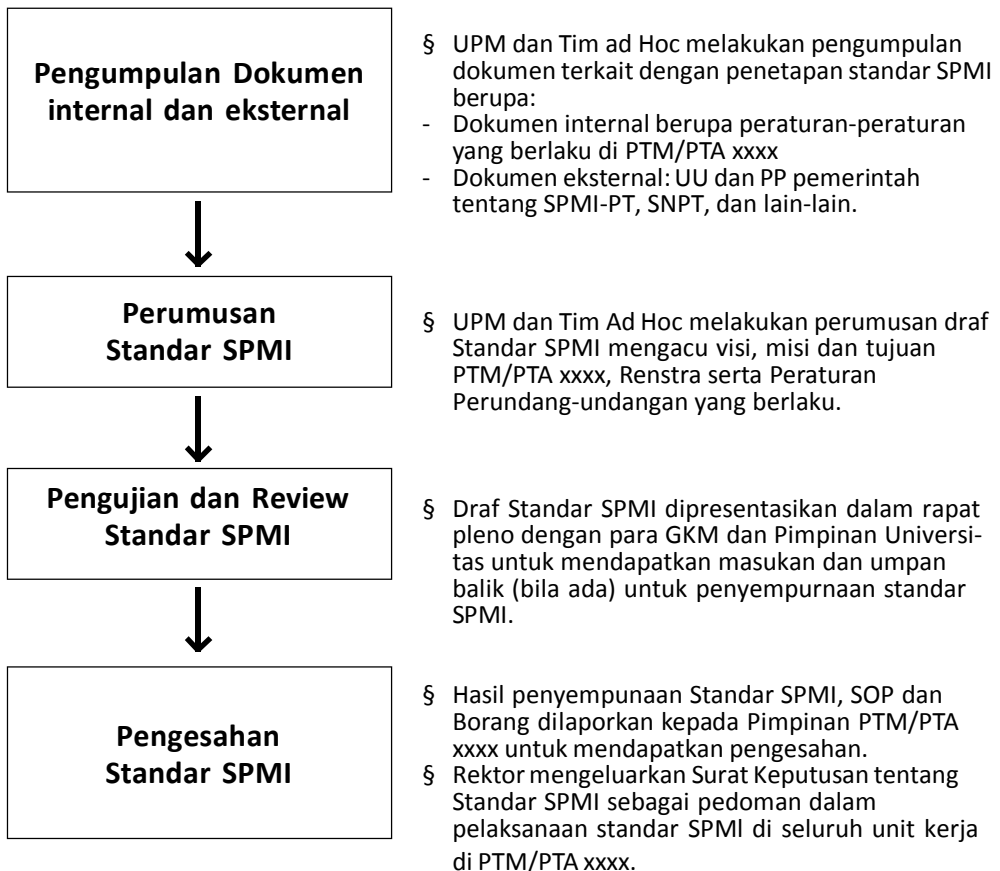 Pengumpulan Dokumen
internal dan eksternal
§ UPM dan Tim ad Hoc melakukan pengumpulan
dokumen terkait dengan penetapan standar SPMI
berupa:
- Dokumen internal berupa peraturan-peraturan
yang berlaku di PTM/PTA xxxx
- Dokumen eksternal: UU dan PP pemerintah
tentang SPMI-PT, SNPT, dan lain-lain.
Perumusan
Standar SPMI
§ UPM dan Tim Ad Hoc melakukan perumusan draf
Standar SPMI mengacu visi, misi dan tujuan
PTM/PTA xxxx, Renstra serta Peraturan
Perundang-undangan yang berlaku.
Pengujian dan Review
Standar SPMI
§ Draf Standar SPMI dipresentasikan dalam rapat
pleno dengan para GKM dan Pimpinan Universi-
tas untuk mendapatkan masukan dan umpan
balik (bila ada) untuk penyempurnaan standar
SPMI.
Pengesahan
Standar SPMI
§ Hasil penyempunaan Standar SPMI, SOP dan
Borang dilaporkan kepada Pimpinan PTM/PTA
xxxx untuk mendapatkan pengesahan.
§ Rektor mengeluarkan Surat Keputusan tentang
Standar SPMI sebagai pedoman dalam
pelaksanaan standar SPMl di seluruh unit kerja
di PTM/PTA xxxx.